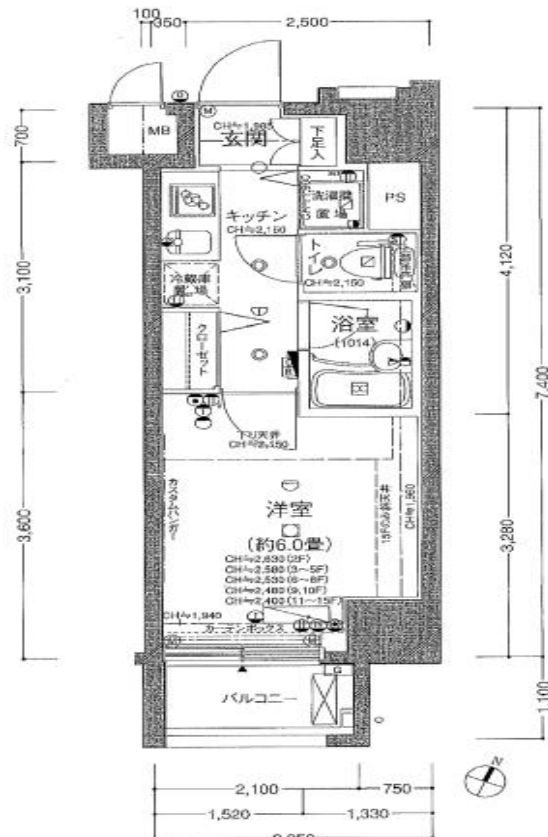 100
350
2,500
MB
CH≒1,905
玄関
下足入
700
洗濯機
置場
PS
キッチン
CH≒2,150
トイレ
CH≒2,150
3,100
4,120
冷蔵庫
置場
浴室
(1014)
クローゼット
7,400
下り天井
CH≒2,150
カスタムハンガー
洋室
(約6.0畳)
CH≒2,630(2F)
CH≒2,580(3～5F)
CH≒2,530(6～8F)
CH≒2,480(9,10F)
CH≒2,400(11～15F)
CH≒1,960
3,600
3,280
CH≒1,940
カーテンボックス
G
バルコニー
1,100
N
2,100
750
1,520
1,330